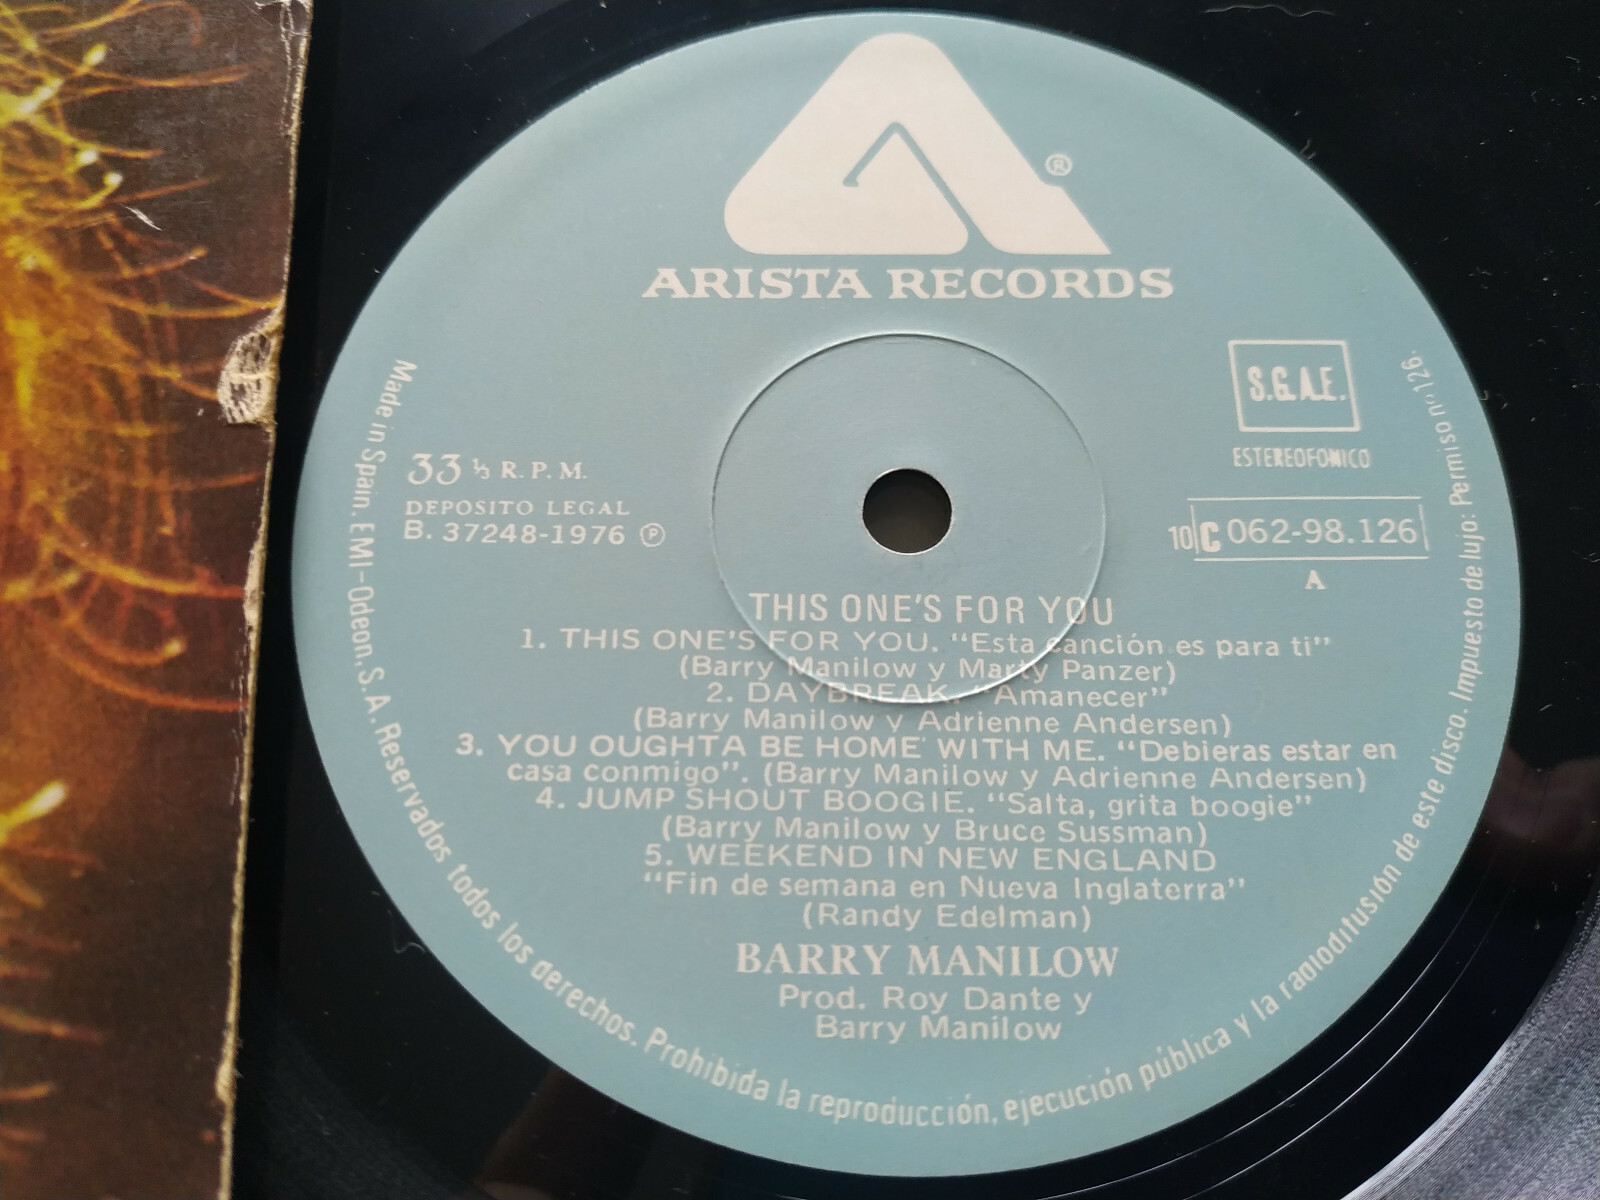 ®
ARISTA RECORDS
S.G.A.E.
ESTEREOFONICO
33 ⅓ R. P. M.
DEPOSITO LEGAL
B. 37248-1976 Ⓟ
10 C 062-98.126
A
THIS ONE'S FOR YOU
1. THIS ONE'S FOR YOU. "Esta canción es para ti"
(Barry Manilow y Marty Panzer)
2. DAYBREAK. "Amanecer"
(Barry Manilow y Adrienne Andersen)
3. YOU OUGHTA BE HOME WITH ME. "Debieras estar en
casa conmigo". (Barry Manilow y Adrienne Andersen)
4. JUMP SHOUT BOOGIE. "Salta, grita boogie"
(Barry Manilow y Bruce Sussman)
5. WEEKEND IN NEW ENGLAND
"Fin de semana en Nueva Inglaterra"
(Randy Edelman)
BARRY MANILOW
Prod. Roy Dante y
Barry Manilow
Made in Spain. EMI-Odeon, S. A. Reservados todos los derechos. Prohibida la reproducción, ejecución pública y la radiodifusión de este disco. Impuesto de lujo: Permiso nº 126.